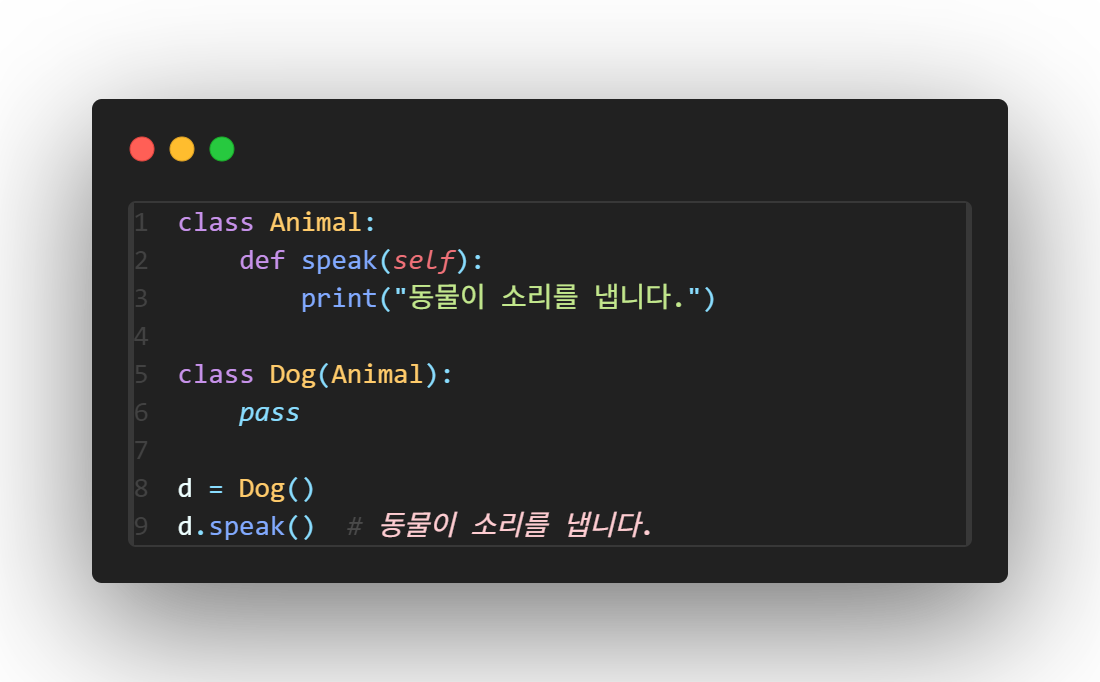 1 class Animal:
2     def speak(self):
3         print("동물이 소리를 냅니다.")
4
5 class Dog(Animal):
6     pass
7
8 d = Dog()
9 d.speak()  # 동물이 소리를 냅니다.